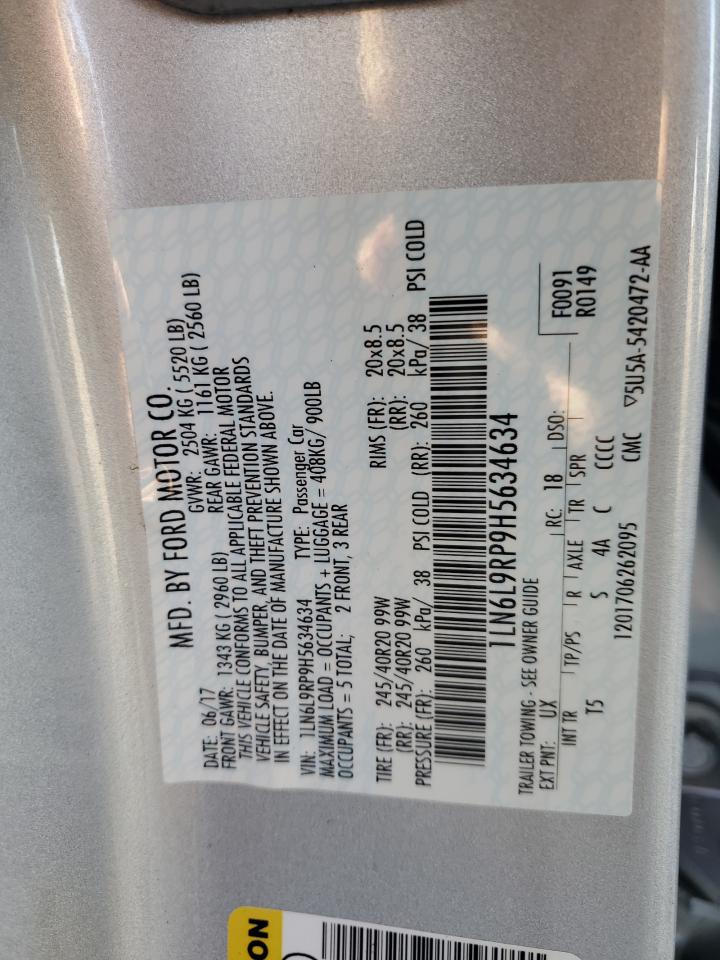 MFD. BY FORD MOTOR CO.
DATE: 06/17 GVWR: 2504 KG ( 5520 LB)
FRONT GAWR: 1343 KG ( 2960 LB) REAR GAWR: 1161 KG ( 2560 LB)
THIS VEHICLE CONFORMS TO ALL APPLICABLE FEDERAL MOTOR
VEHICLE SAFETY, BUMPER, AND THEFT PREVENTION STANDARDS
IN EFFECT ON THE DATE OF MANUFACTURE SHOWN ABOVE.
VIN: 1LN6L9RP9H5634634 TYPE: Passenger Car
MAXIMUM LOAD = OCCUPANTS + LUGGAGE = 408KG/ 900LB
OCCUPANTS = 5 TOTAL; 2 FRONT, 3 REAR
TIRE (FR): 245/40R20 99W RIMS (FR): 20x8.5
(RR): 245/40R20 99W (RR): 20x8.5
PRESSURE (FR): 260 kPa/ 38 PSI COLD (RR): 260 kPa/ 38 PSI COLD
1LN6L9RP9H5634634
TRAILER TOWING - SEE OWNER GUIDE
EXT PNT: UX RC: 18 DSO: F0091
INT TR TP/PS R AXLE TR SPR R0149
T5 S 4A C CCCC
1201706262095 CMC ▽5U5A-5420472-AA
ON